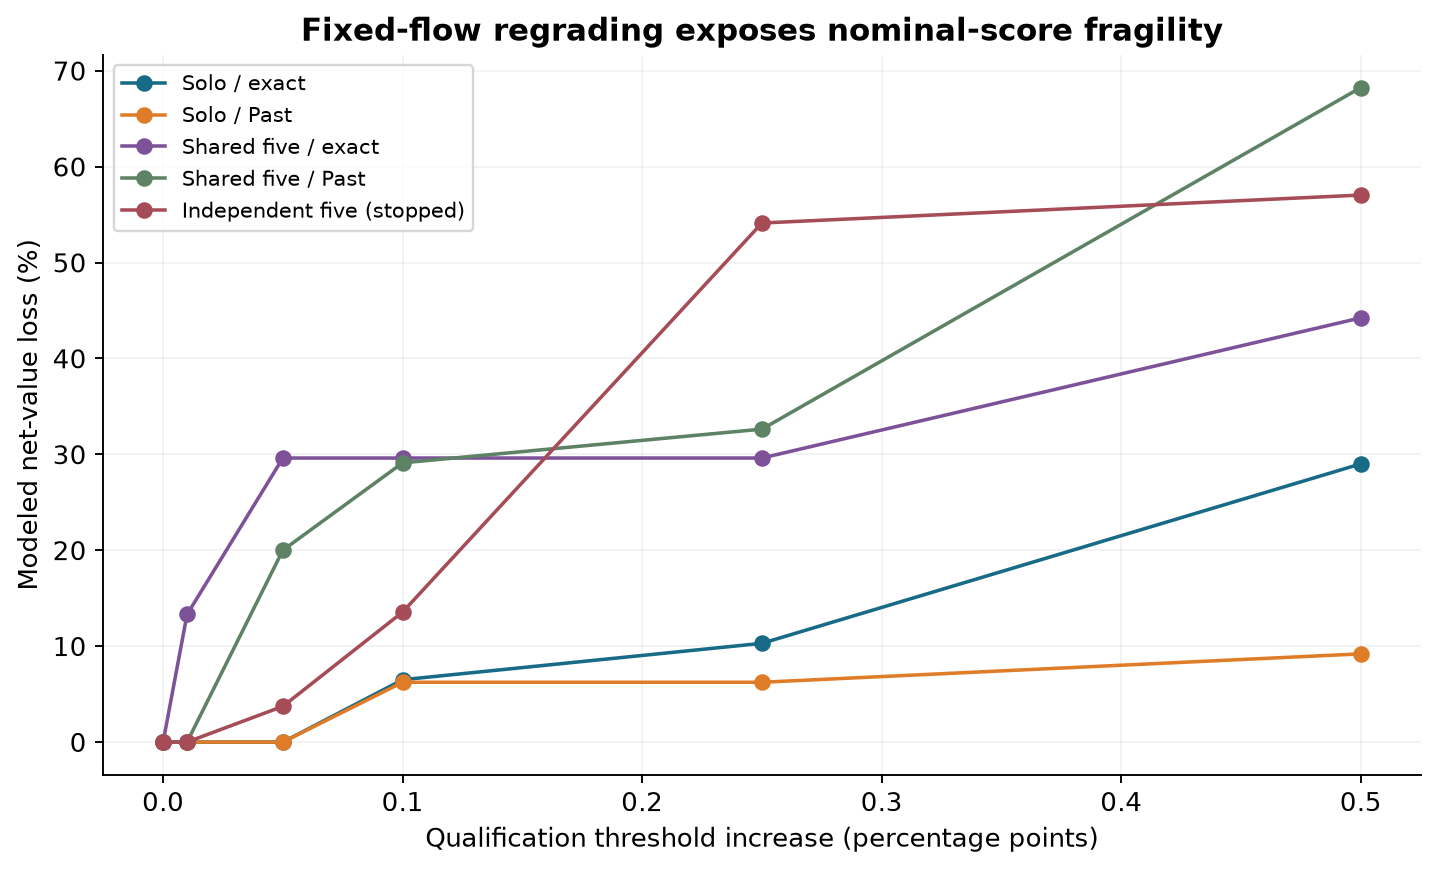 Fixed-flow regrading exposes nominal-score fragility
Solo / exact
Solo / Past
Shared five / exact
Shared five / Past
Independent five (stopped)
Modeled net-value loss (%)
70
60
50
40
30
20
10
0
0.0 0.1 0.2 0.3 0.4 0.5
Qualification threshold increase (percentage points)